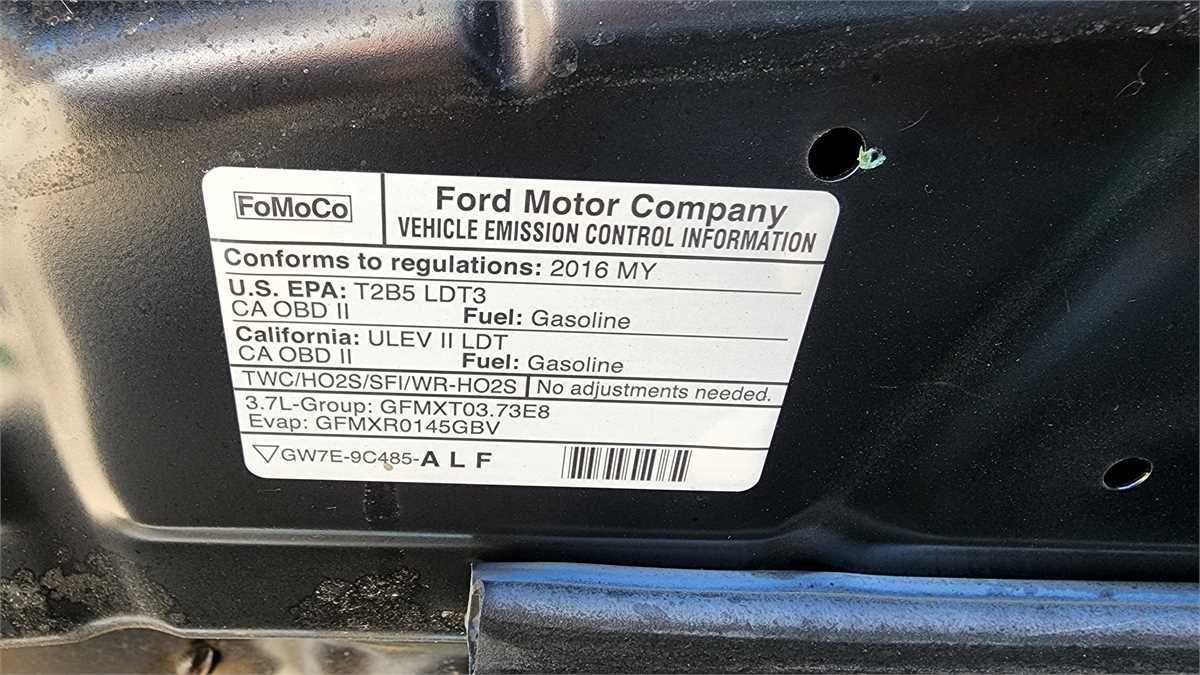 FoMoCo
Ford Motor Company
VEHICLE EMISSION CONTROL INFORMATION
Conforms to regulations: 2016 MY
U.S. EPA: T2B5 LDT3
CA OBD II Fuel: Gasoline
California: ULEV II LDT
CA OBD II Fuel: Gasoline
TWC/HO2S/SFI/WR-HO2S No adjustments needed.
3.7L-Group: GFMXT03.73E8
Evap: GFMXR0145GBV
GW7E-9C485-A L F